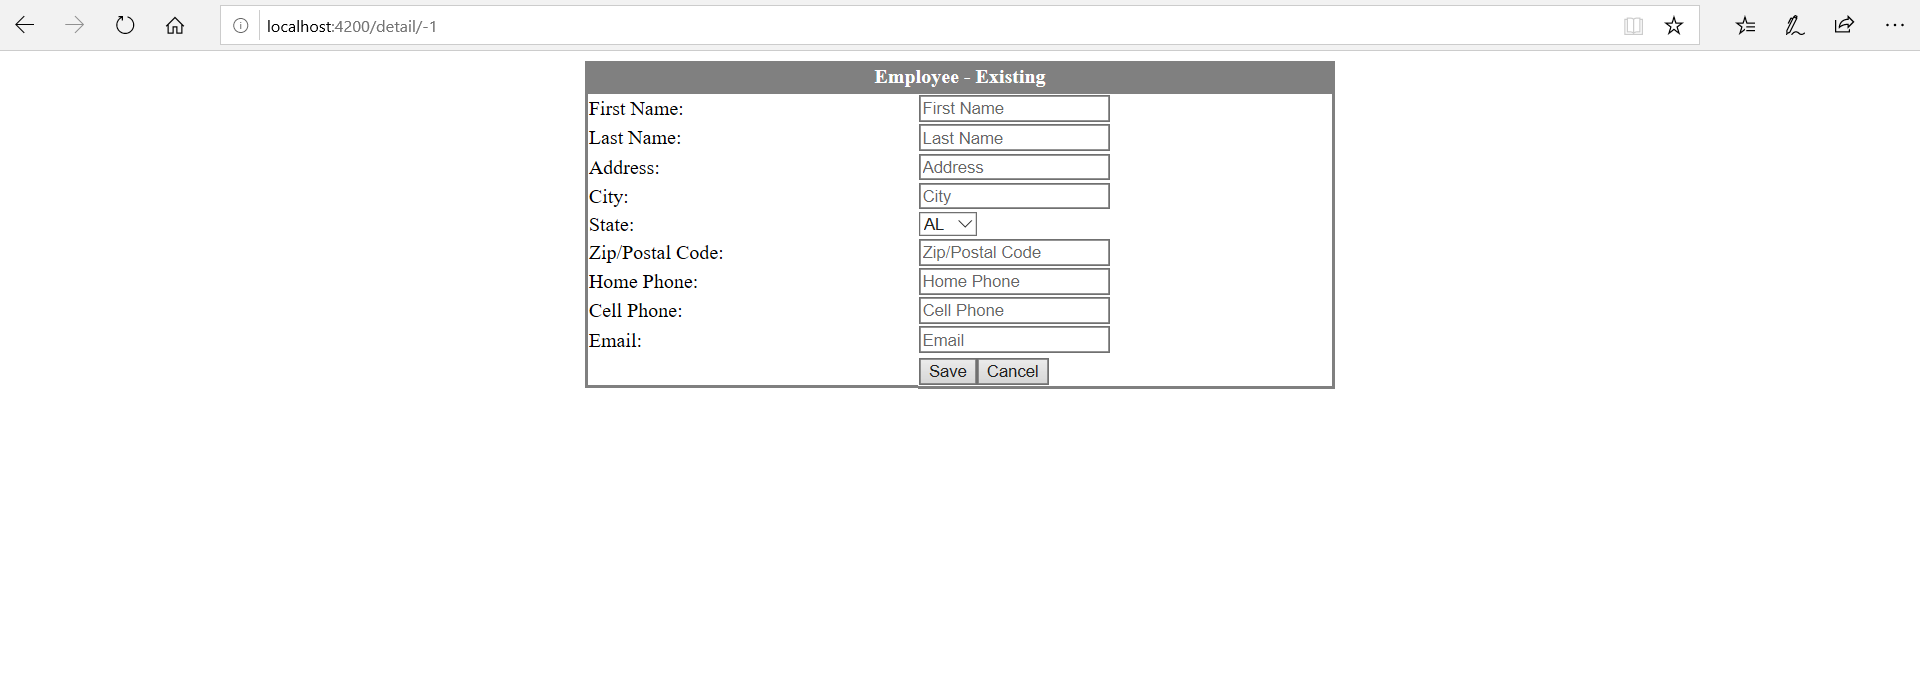 localhost:4200/detail/-1
Employee - Existing
First Name: First Name
Last Name: Last Name
Address: Address
City: City
State: AL
Zip/Postal Code: Zip/Postal Code
Home Phone: Home Phone
Cell Phone: Cell Phone
Email: Email
Save Cancel